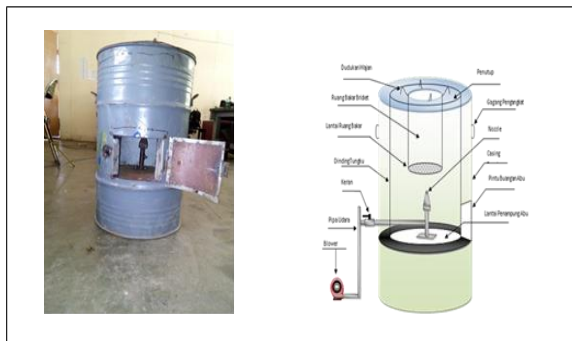 Dudukan Wajan
Penutup
Ruang Bakar Briket
Gagang Pengangkat
Lantai Ruang Bakar
Nozzle
Dinding Tungku
Casing
Keran
Pintu Buangan Abu
Pipa Udara
Lantai Penampung Abu
Blower